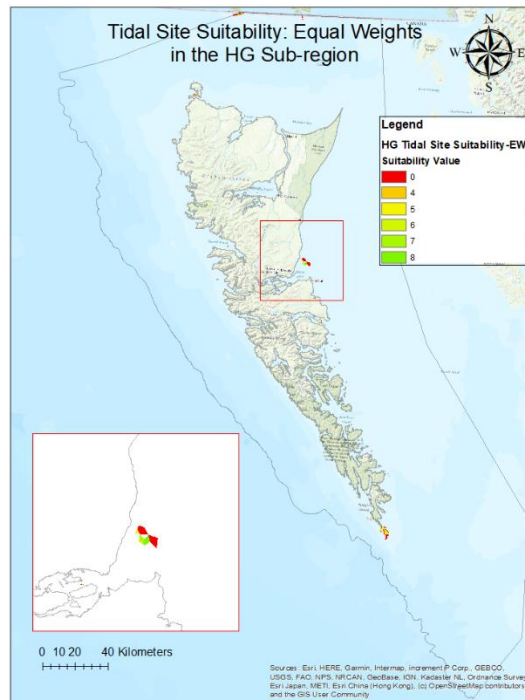 Tidal Site Suitability: Equal Weights
in the HG Sub-region
CANADA
N
W
E
S
Legend
HG Tidal Site Suitability-EW
Suitability Value
0
4
5
6
7
8
0 10 20 40 Kilometers
Sources: Esri, HERE, Garmin, Intermap, increment P Corp., GEBCO,
USGS, FAO, NPS, NRCAN, GeoBase, IGN, Kadaster NL, Ordnance Survey,
Esri Japan, METI, Esri China (Hong Kong), (c) OpenStreetMap contributors,
and the GIS User Community